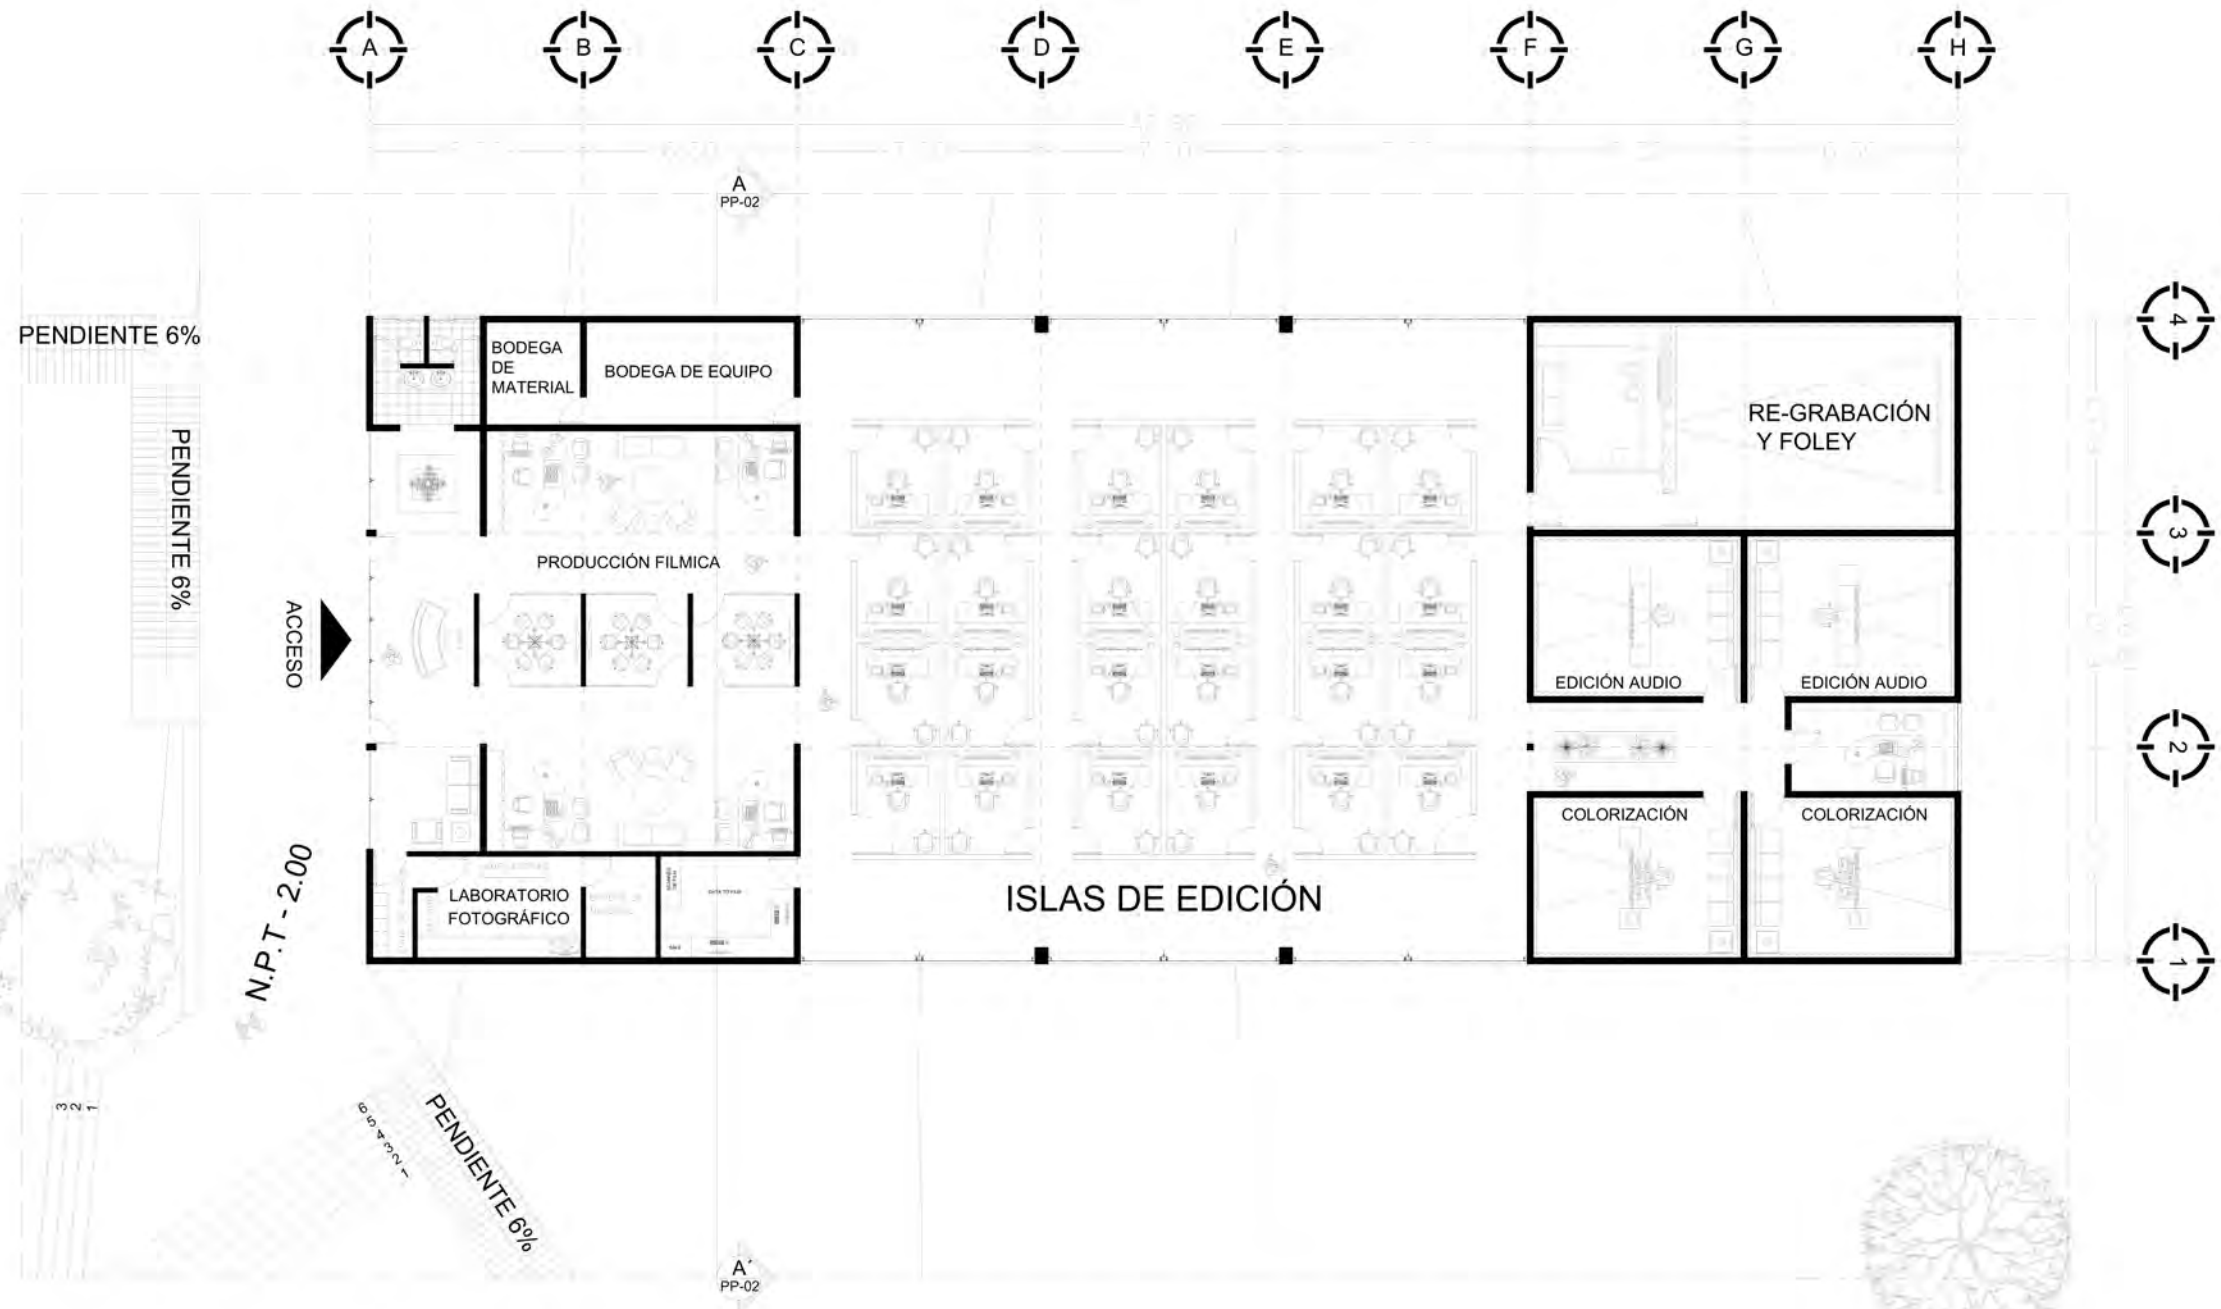 A B C D E F G H
A
PP-02
PENDIENTE 6%
4
BODEGA
DE
MATERIAL
BODEGA DE EQUIPO
RE-GRABACIÓN
Y FOLEY
PENDIENTE 6%
3
PRODUCCIÓN FILMICA
ACCESO
EDICIÓN AUDIO
EDICIÓN AUDIO
2
COLORIZACIÓN
COLORIZACIÓN
N.P.T - 2.00
LABORATORIO
FOTOGRÁFICO
ISLAS DE EDICIÓN
1
3 2 1
6 5 4 3 2 1
PENDIENTE 6%
A´
PP-02